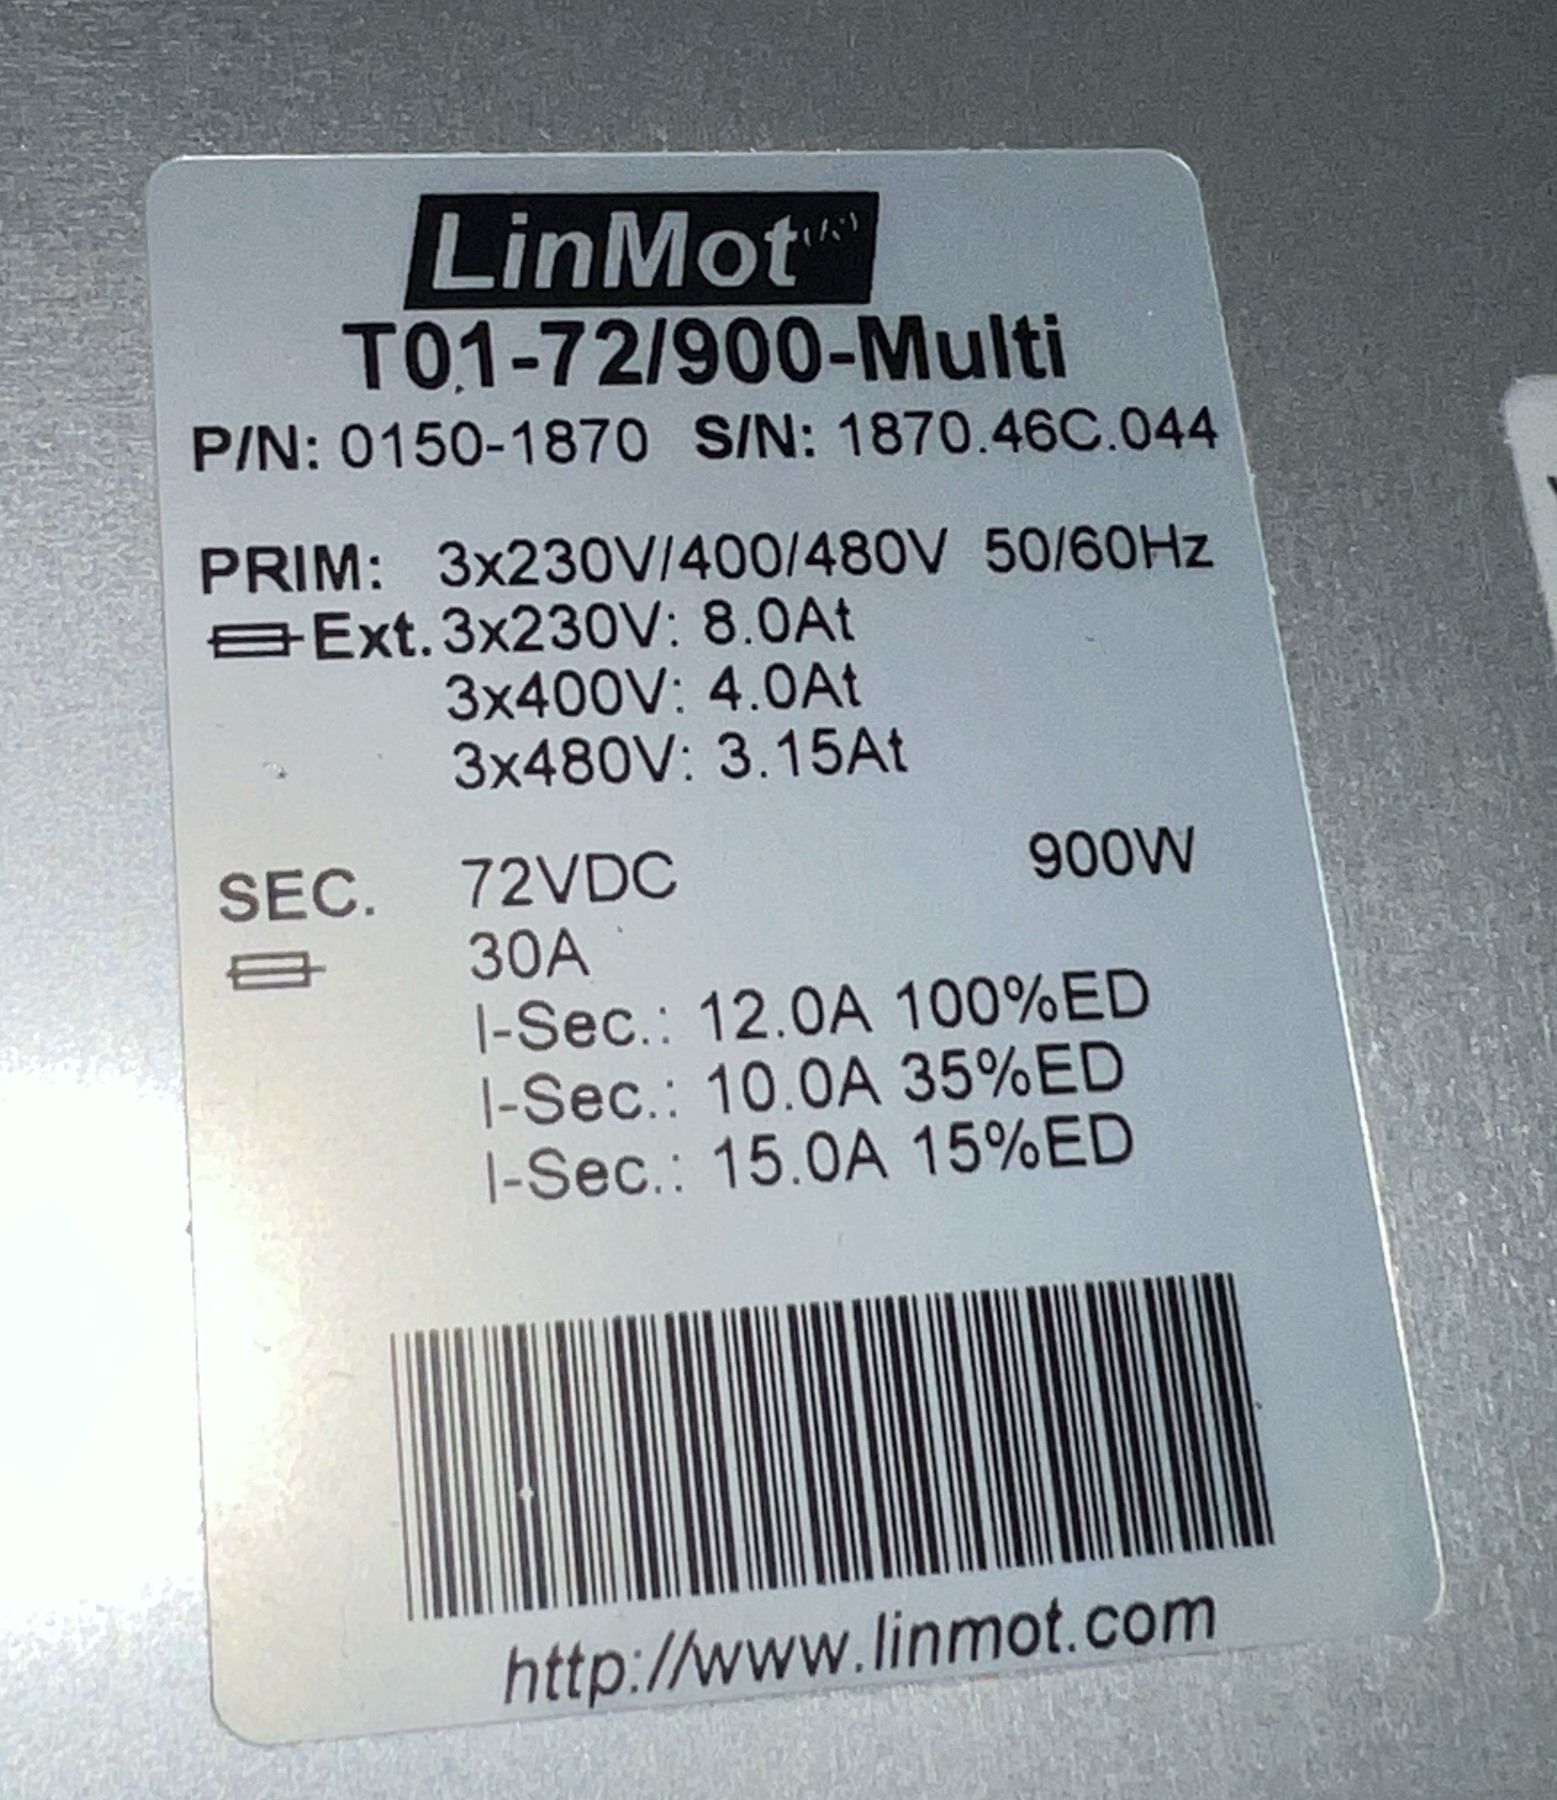 LinMot
T01-72/900-Multi
P/N: 0150-1870 S/N: 1870.46C.044
PRIM: 3x230V/400/480V 50/60Hz
Ext. 3x230V: 8.0At
3x400V: 4.0At
3x480V: 3.15At
SEC. 72VDC 900W
30A
I-Sec.: 12.0A 100%ED
I-Sec.: 10.0A 35%ED
I-Sec.: 15.0A 15%ED
http://www.linmot.com